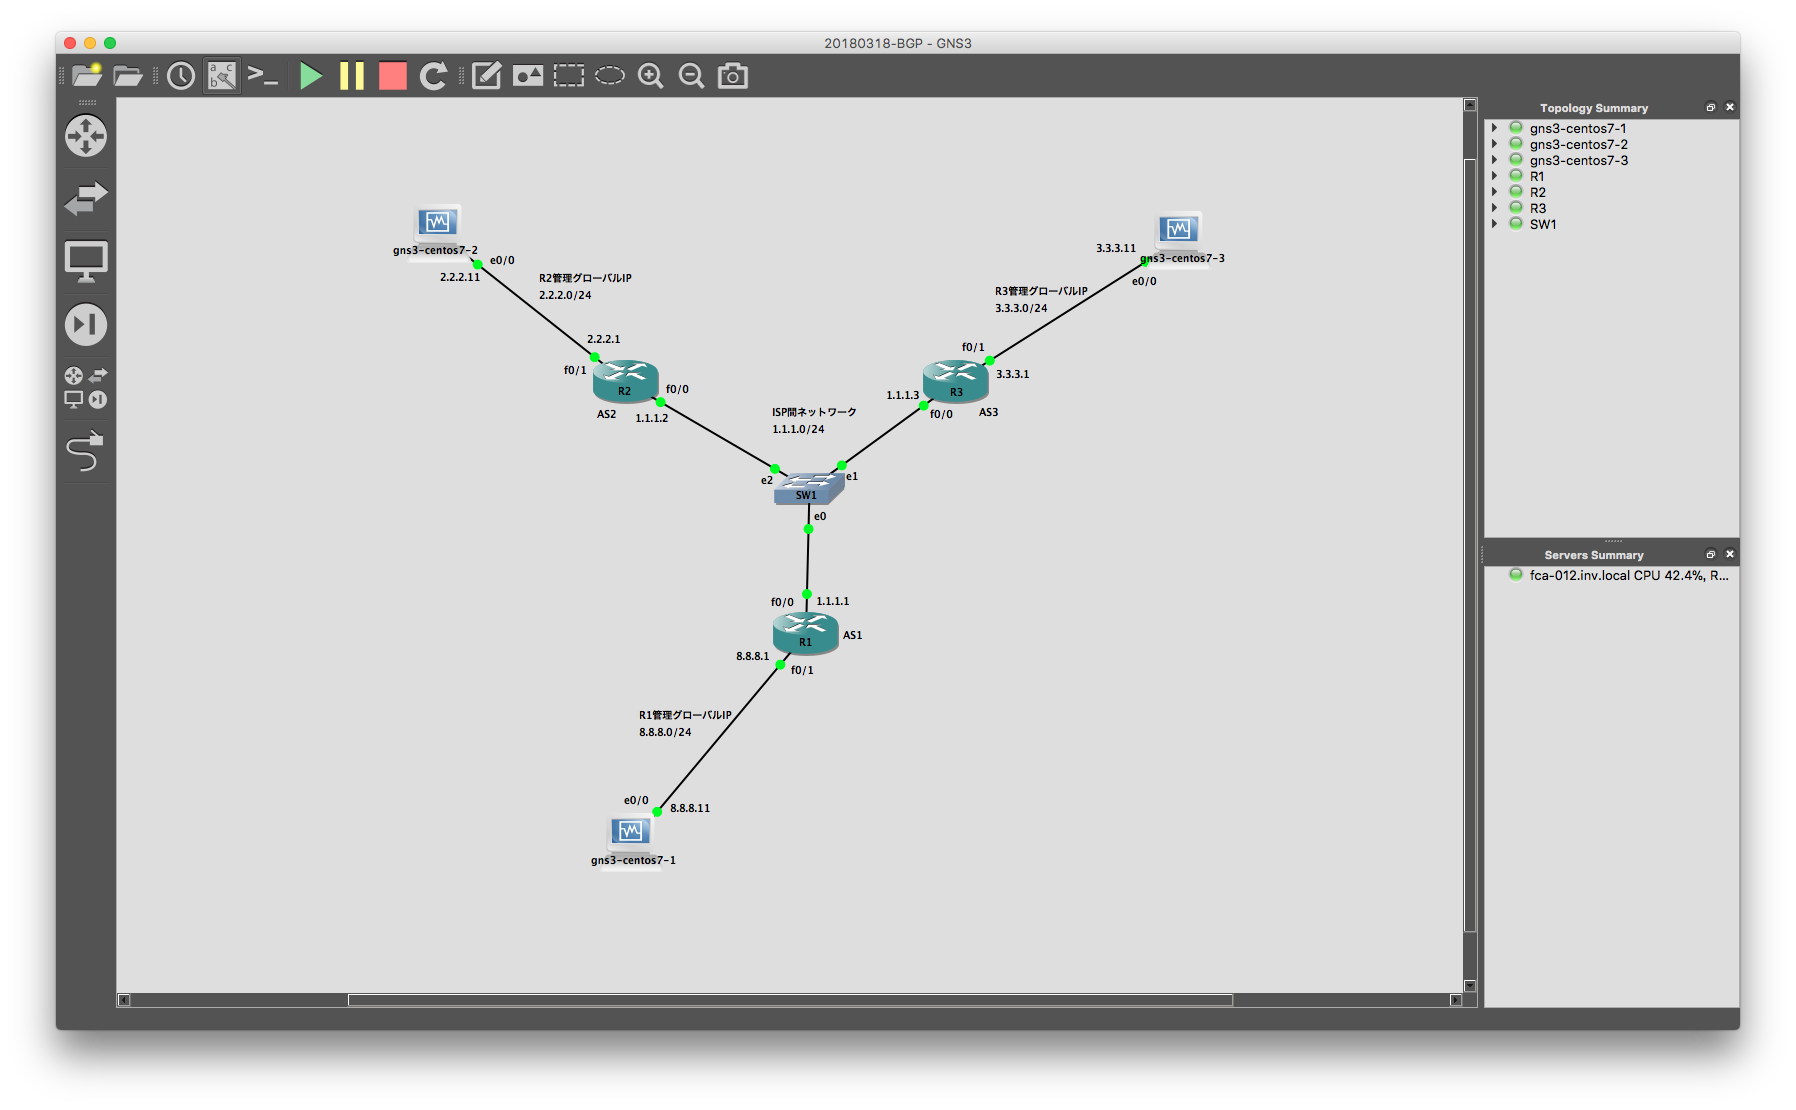 20180318-BGP - GNS3
a c
b
>_
Topology Summary
gns3-centos7-1
gns3-centos7-2
gns3-centos7-3
R1
R2
R3
SW1
Servers Summary
fca-012.inv.local CPU 42.4%, R...
gns3-centos7-2
e0/0
2.2.2.11
R2管理グローバルIP
2.2.2.0/24
2.2.2.1
f0/1
R2
f0/0
AS2
1.1.1.2
3.3.3.11
gns3-centos7-3
e0/0
R3管理グローバルIP
3.3.3.0/24
f0/1
3.3.3.1
R3
1.1.1.3
f0/0
AS3
ISP間ネットワーク
1.1.1.0/24
e2
e1
SW1
e0
f0/0
1.1.1.1
R1
AS1
8.8.8.1
f0/1
R1管理グローバルIP
8.8.8.0/24
e0/0
8.8.8.11
gns3-centos7-1